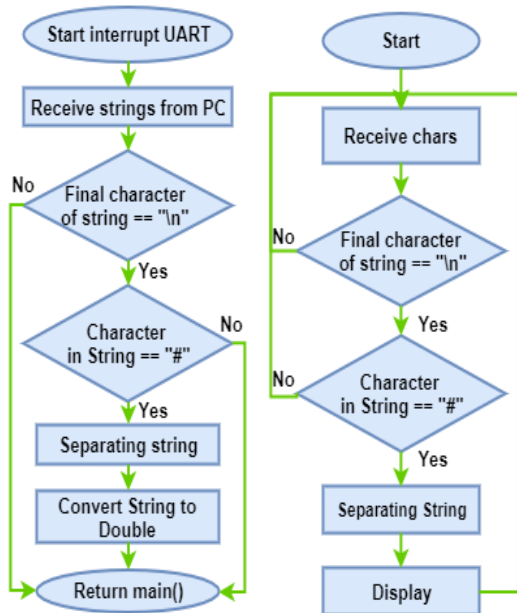 Start interrupt UART
Receive strings from PC
No
Final character
of string == "\n"
Yes
Character
in String == "#"
No
Yes
Separating string
Convert String to
Double
Return main()
Start
Receive chars
Final character
of string == "\n"
No
Yes
No
Character
in String == "#"
Yes
Separating String
Display